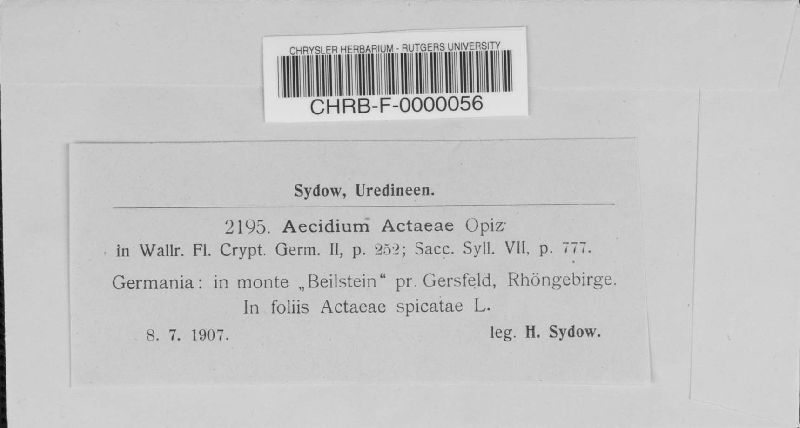 CHRYSLER HERBARIUM - RUTGERS UNIVERSITY
CHRB-F-0000056
Sydow, Uredineen.
2195. Aecidium Actaeae Opiz
in Wallr. Fl. Crypt. Germ. II, p. 252; Sacc. Syll. VII, p. 777.
Germania: in monte „Beilstein“ pr. Gersfeld, Rhöngebirge.
In foliis Actaeae spicatae L.
8. 7. 1907. leg. H. Sydow.